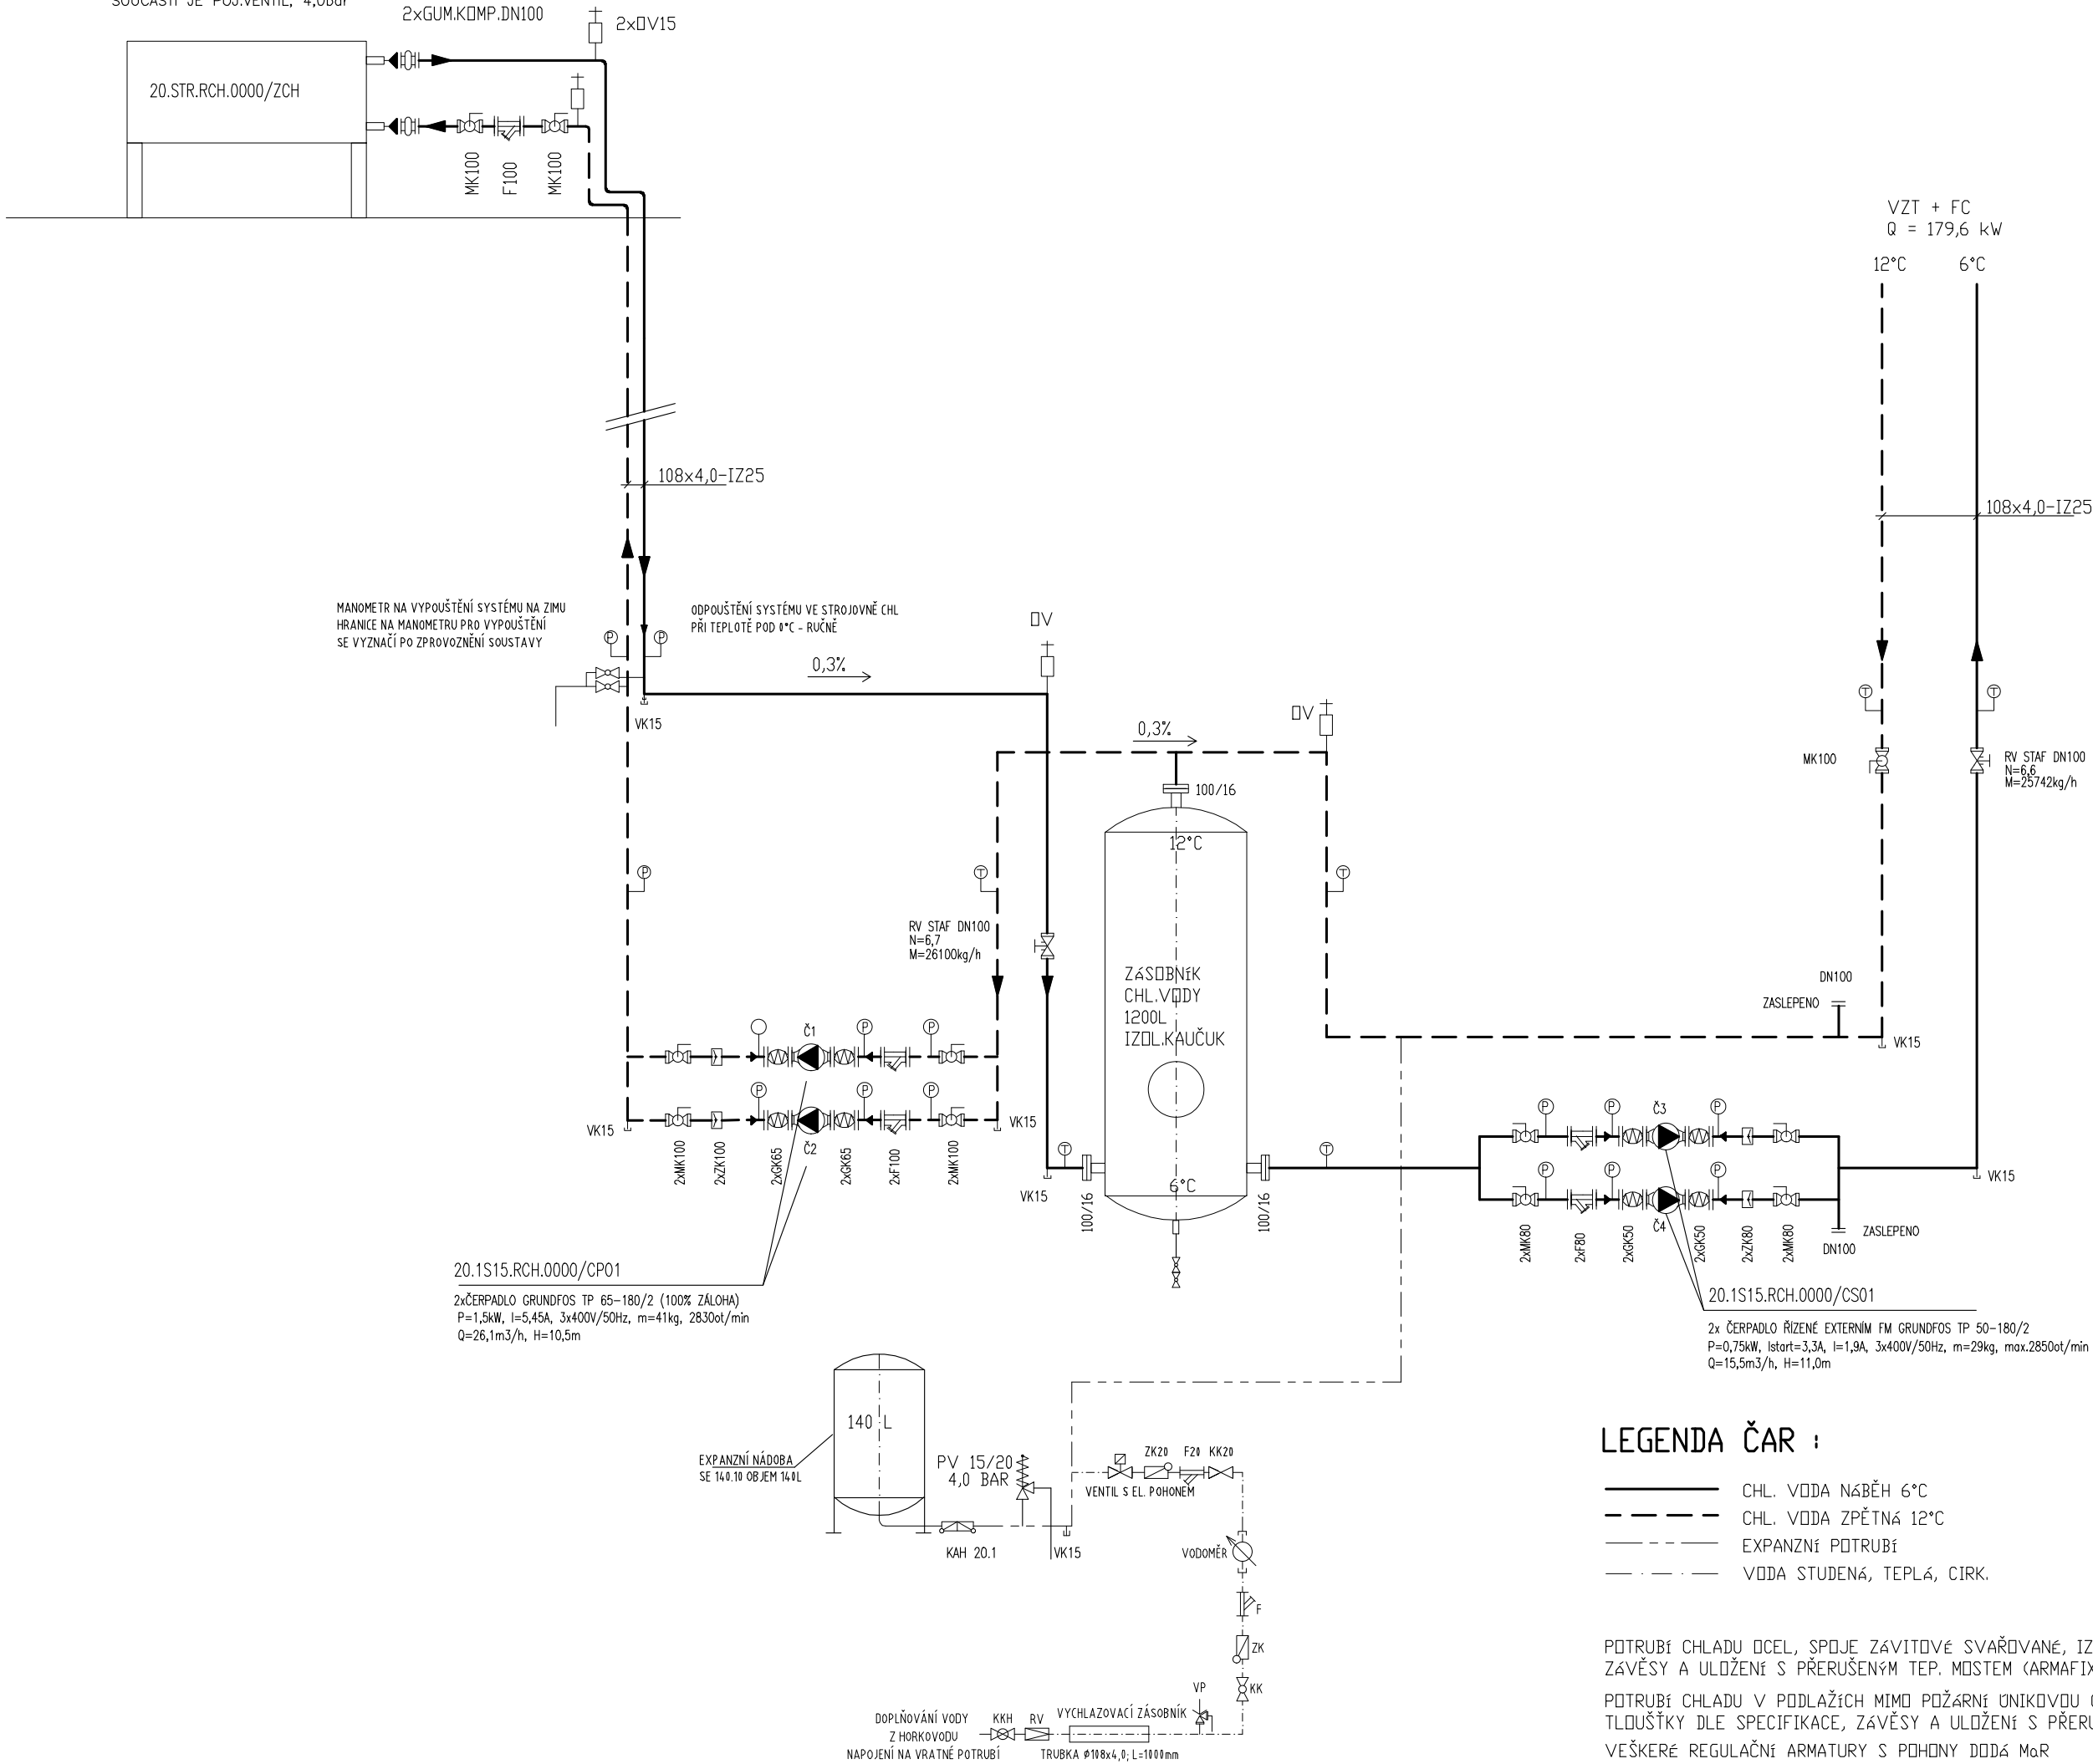 SOUČÁSTÍ JE POJ.VENTIL, 4,0bar
2xGUM.KOMP.DN100
2xOV15
20.STR.RCH.0000/ZCH
MK100
F100
MK100
VZT + FC
Q = 179,6 kW
12°C
6°C
108x4,0-IZ25
108x4,0-IZ25
MANOMETR NA VYPOUŠTĚNÍ SYSTÉMU NA ZIMU
HRANICE NA MANOMETRU PRO VYPOUŠTĚNÍ
SE VYZNAČÍ PO ZPROVOZNĚNÍ SOUSTAVY
ODPOUŠTĚNÍ SYSTÉMU VE STROJOVNĚ CHL
PŘI TEPLOTĚ POD 0°C - RUČNĚ
P
P
0,3%
OV
VK15
OV
0,3%
T
T
MK100
RV STAF DN100
N=6,6
M=25742kg/h
100/16
12°C
P
T
T
RV STAF DN100
N=6,7
M=26100kg/h
ZÁSOBNÍK
CHL.VODY
1200L
IZOL.KAUČUK
DN100
ZASLEPENO
VK15
Č1
P
P
P
P
P
Č2
VK15
VK15
2xMK100
2xZK100
2xGK65
2xGK65
2xF100
2xMK100
T
VK15
100/16
6°C
100/16
T
P
P
Č3
P
P
P
Č4
P
VK15
2xMK80
2xF80
2xGK50
2xGK50
2xZK80
2xMK80
DN100
ZASLEPENO
20.1S15.RCH.0000/CP01
2xČERPADLO GRUNDFOS TP 65-180/2 (100% ZÁLOHA)
P=1,5kW, I=5,45A, 3x400V/50Hz, m=41kg, 2830ot/min
Q=26,1m3/h, H=10,5m
20.1S15.RCH.0000/CS01
2x ČERPADLO ŘÍZENÉ EXTERNÍM FM GRUNDFOS TP 50-180/2
P=0,75kW, Istart=3,3A, I=1,9A, 3x400V/50Hz, m=29kg, max.2850ot/min
Q=15,5m3/h, H=11,0m
140 L
EXPANZNÍ NÁDOBA
SE 140.10 OBJEM 140L
PV 15/20
4,0 BAR
KAH 20.1
VK15
ZK20
F20
KK20
VENTIL S EL. POHONEM
VODOMĚR
F
ZK
KK
VP
DOPLŇOVÁNÍ VODY
Z HORKOVODU
NAPOJENÍ NA VRATNÉ POTRUBÍ
KKH
RV
VYCHLAZOVACÍ ZÁSOBNÍK
TRUBKA Ø108x4,0; L=1000mm
LEGENDA ČAR :
CHL. VODA NÁBĚH 6°C
CHL. VODA ZPĚTNÁ 12°C
EXPANZNÍ POTRUBÍ
VODA STUDENÁ, TEPLÁ, CIRK.
POTRUBÍ CHLADU OCEL, SPOJE ZÁVITOVÉ SVAŘOVANÉ, IZ
ZÁVĚSY A ULOŽENÍ S PŘERUŠENÝM TEP. MOSTEM (ARMAFIX
POTRUBÍ CHLADU V PODLAŽÍCH MIMO POŽÁRNÍ ÚNIKOVOU
TLOUŠŤKY DLE SPECIFIKACE, ZÁVĚSY A ULOŽENÍ S PŘERU
VEŠKERÉ REGULAČNÍ ARMATURY S POHONY DODÁ MaR